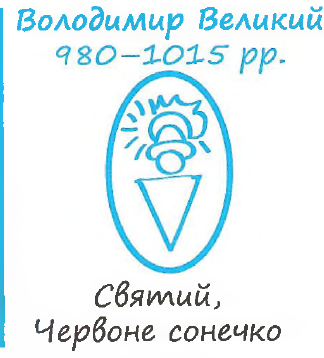 Володимир Великий
980–1015 рр.
Святий,
Червоне сонечко